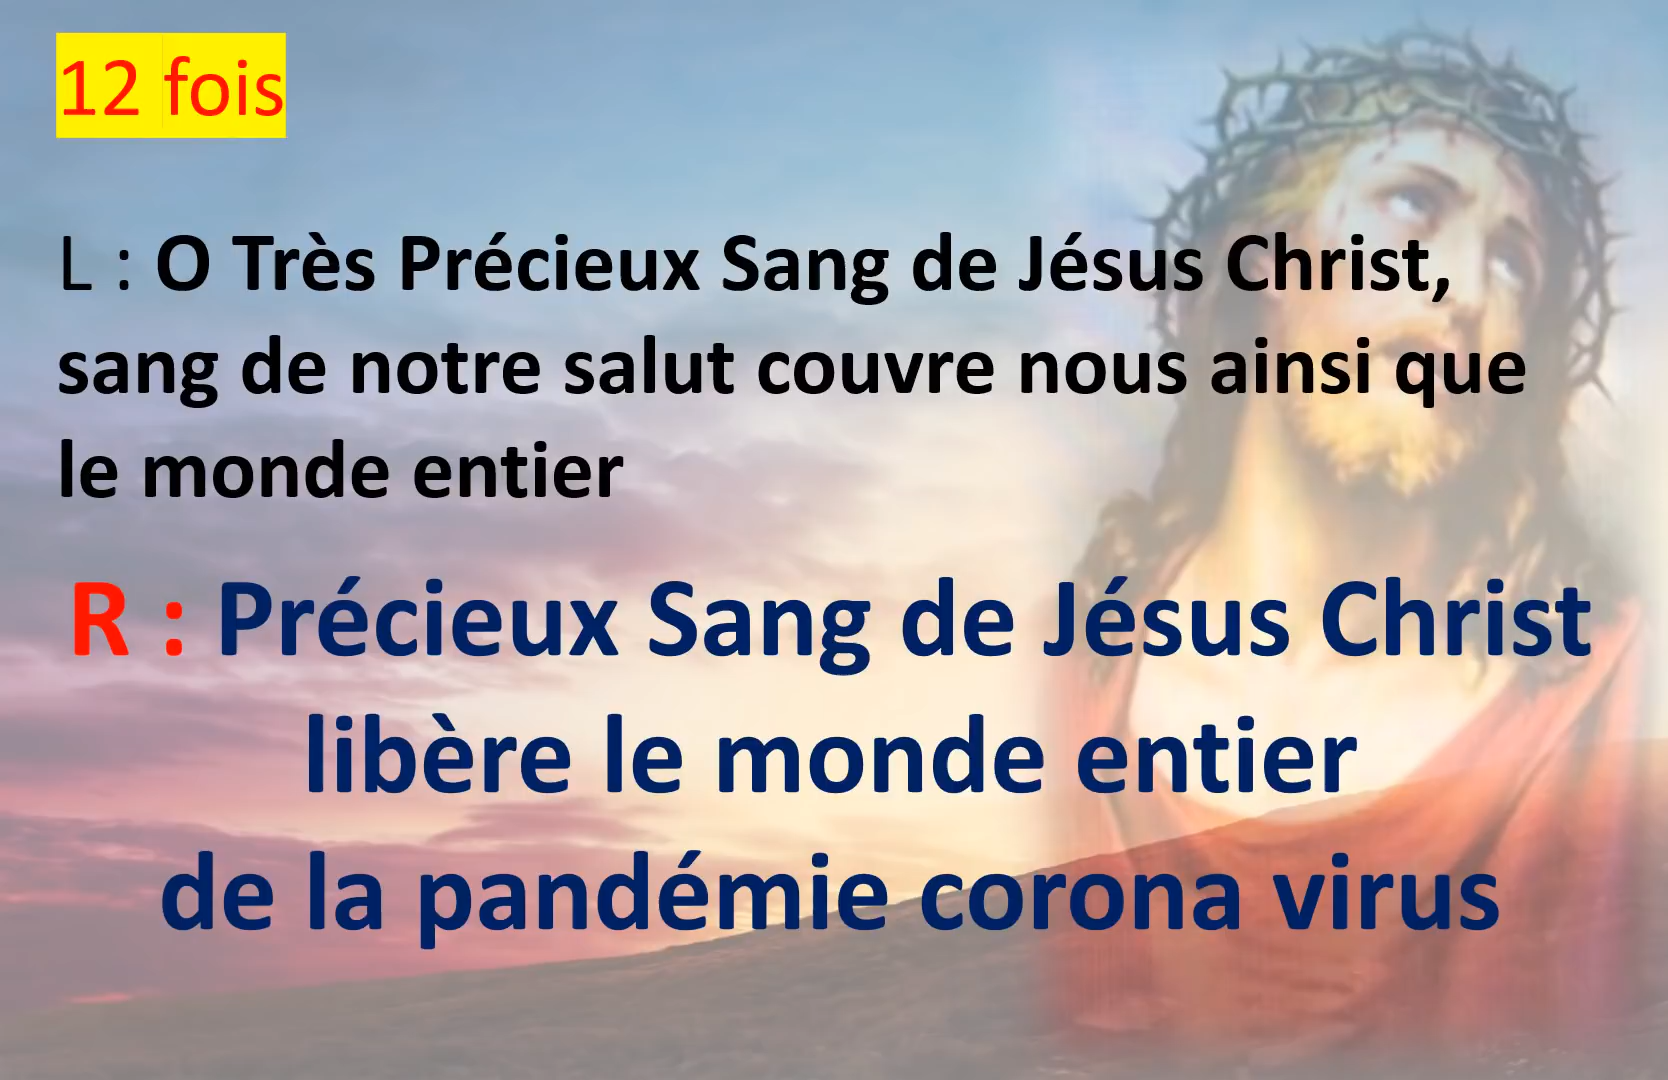 12 fois
L : O Très Précieux Sang de Jésus Christ,
sang de notre salut couvre nous ainsi que
le monde entier
R : Précieux Sang de Jésus Christ
libère le monde entier
de la pandémie corona virus